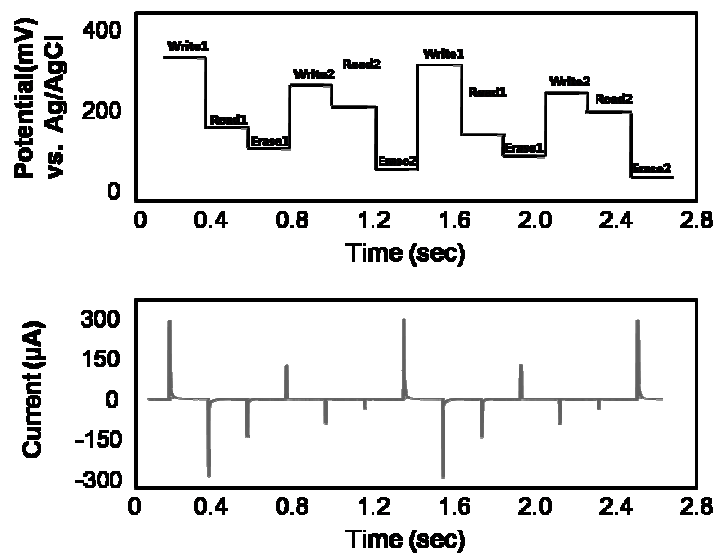 Potential(mV)
vs. Ag/AgCl
400
200
0
Write1
Read1
Erase1
Write2
Read2
Erase2
Write1
Read1
Erase1
Write2
Read2
Erase2
0 0.4 0.8 1.2 1.6 2.0 2.4 2.8
Time (sec)
Current (µA)
300
150
0
-150
-300
0 0.4 0.8 1.2 1.6 2.0 2.4 2.8
Time (sec)